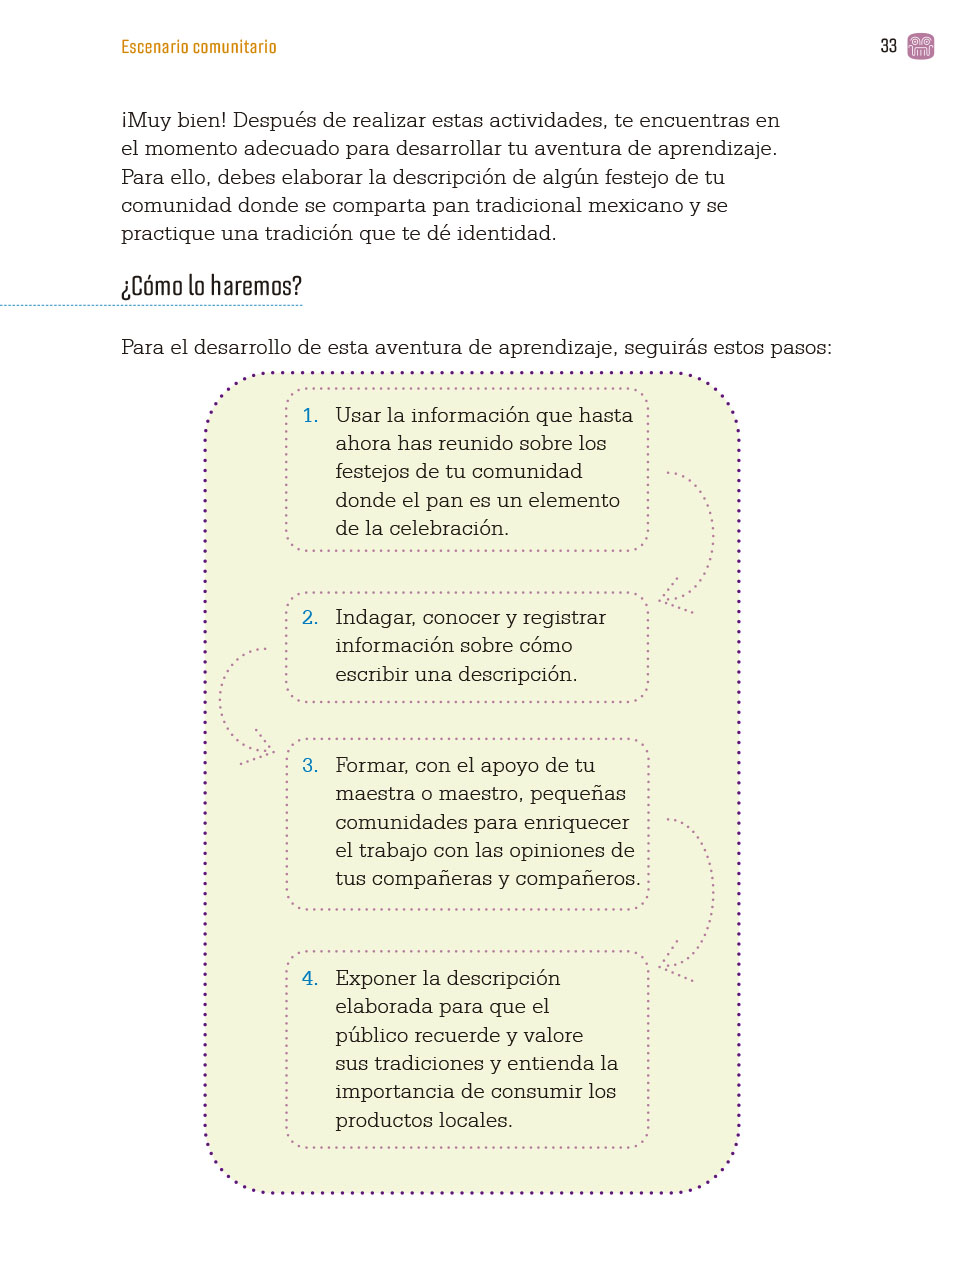 Escenario comunitario
33
¡Muy bien! Después de realizar estas actividades, te encuentras en
el momento adecuado para desarrollar tu aventura de aprendizaje.
Para ello, debes elaborar la descripción de algún festejo de tu
comunidad donde se comparta pan tradicional mexicano y se
practique una tradición que te dé identidad.
¿Cómo lo haremos?
Para el desarrollo de esta aventura de aprendizaje, seguirás estos pasos:
1. Usar la información que hasta
ahora has reunido sobre los
festejos de tu comunidad
donde el pan es un elemento
de la celebración.
2. Indagar, conocer y registrar
información sobre cómo
escribir una descripción.
3. Formar, con el apoyo de tu
maestra o maestro, pequeñas
comunidades para enriquecer
el trabajo con las opiniones de
tus compañeras y compañeros.
4. Exponer la descripción
elaborada para que el
público recuerde y valore
sus tradiciones y entienda la
importancia de consumir los
productos locales.